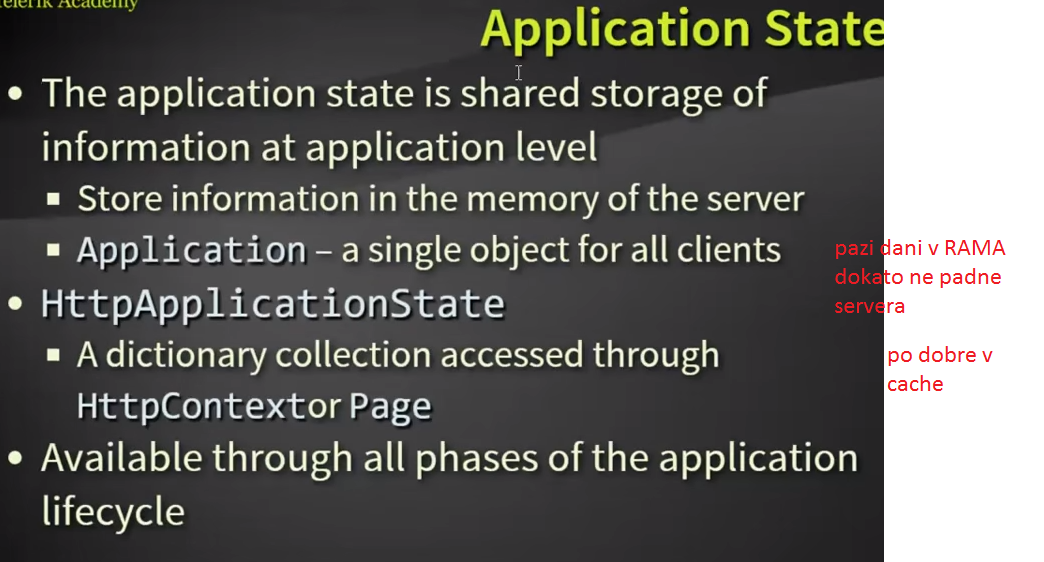 elerik Academy
Application State
• The application state is shared storage of
information at application level
▪ Store information in the memory of the server
▪ Application – a single object for all clients
pazi dani v RAMA
dokato ne padne
servera
• HttpApplicationState
▪ A dictionary collection accessed through
HttpContextor Page
po dobre v
cache
• Available through all phases of the application
lifecycle